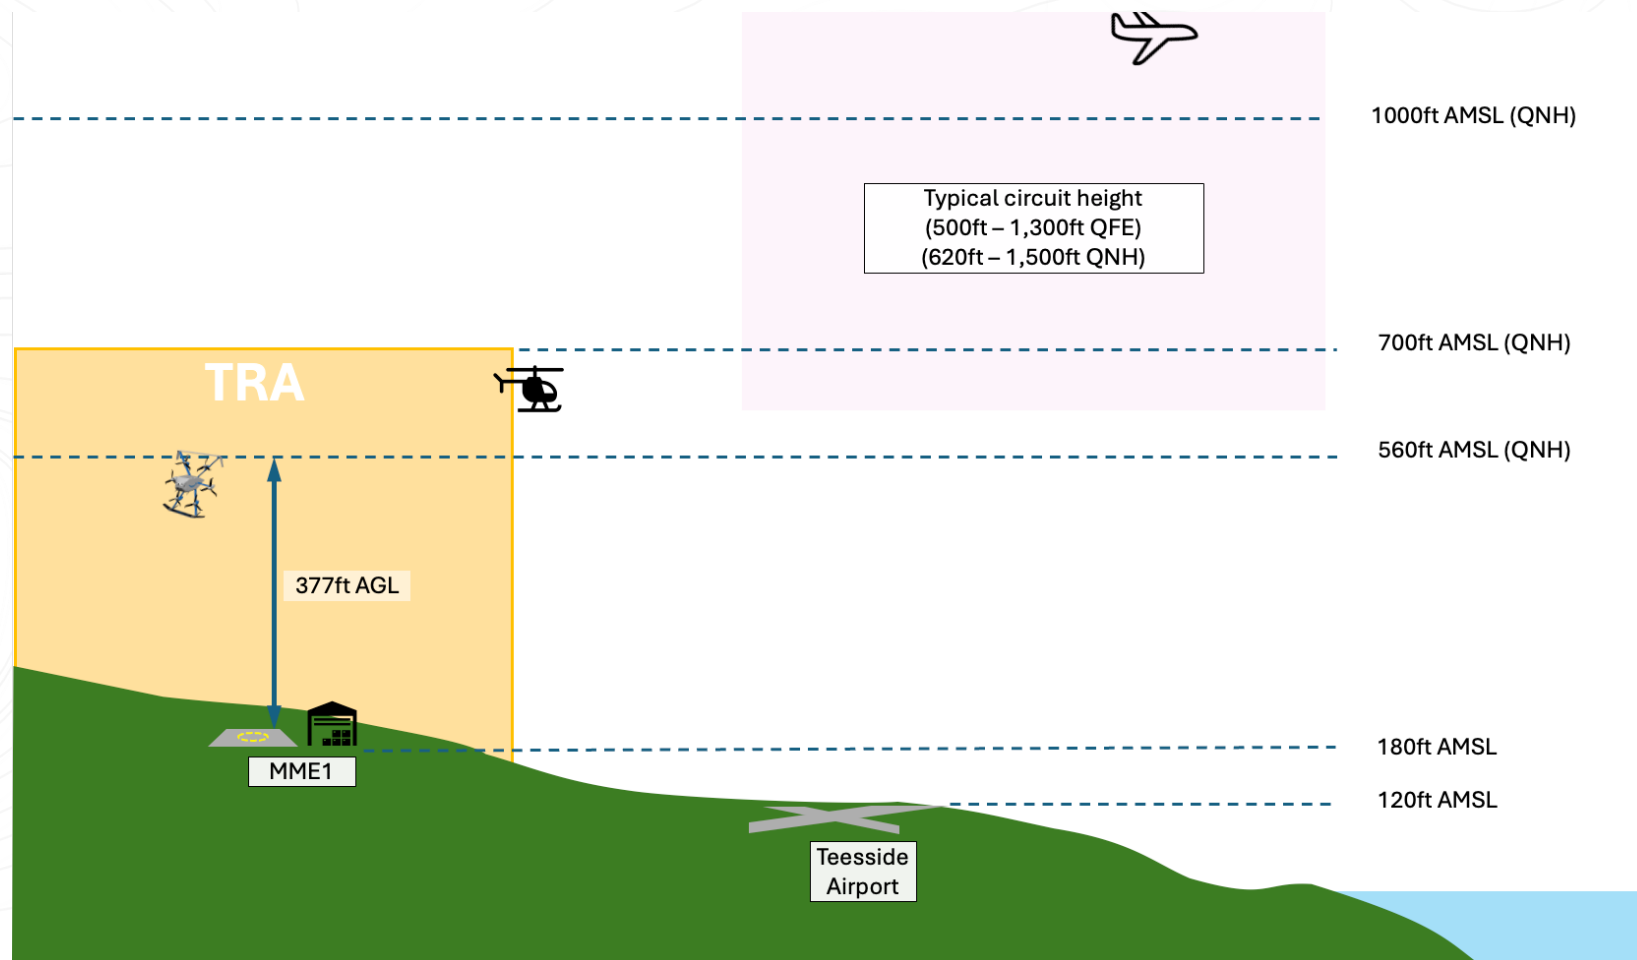 1000ft AMSL (QNH)
Typical circuit height
(500ft – 1,300ft QFE)
(620ft – 1,500ft QNH)
700ft AMSL (QNH)
TRA
560ft AMSL (QNH)
377ft AGL
180ft AMSL
MME1
120ft AMSL
Teesside
Airport